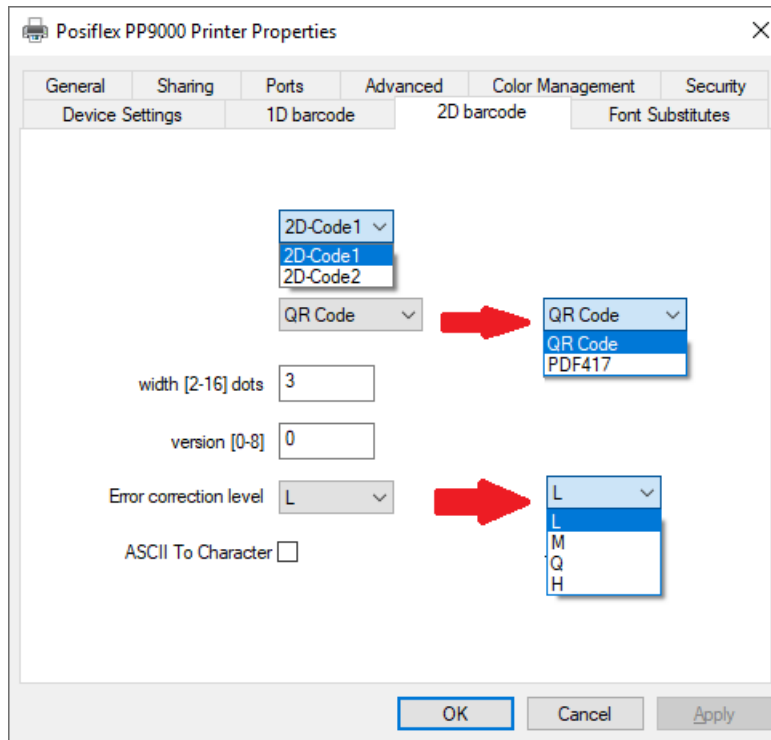 Posiflex PP9000 Printer Properties
General Sharing Ports Advanced Color Management Security
Device Settings 1D barcode 2D barcode Font Substitutes
2D-Code1
2D-Code1
2D-Code2
QR Code QR Code
QR Code
PDF417
width [2-16] dots 3
version [0-8] 0
Error correction level L L
L
M
Q
H
ASCII To Character
OK Cancel Apply